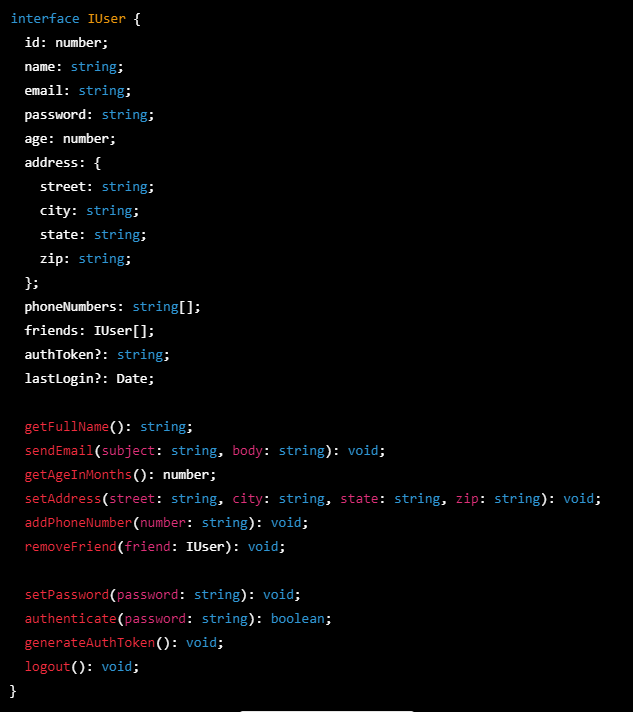 interface IUser {
  id: number;
  name: string;
  email: string;
  password: string;
  age: number;
  address: {
    street: string;
    city: string;
    state: string;
    zip: string;
  };
  phoneNumbers: string[];
  friends: IUser[];
  authToken?: string;
  lastLogin?: Date;

  getFullName(): string;
  sendEmail(subject: string, body: string): void;
  getAgeInMonths(): number;
  setAddress(street: string, city: string, state: string, zip: string): void;
  addPhoneNumber(number: string): void;
  removeFriend(friend: IUser): void;

  setPassword(password: string): void;
  authenticate(password: string): boolean;
  generateAuthToken(): void;
  logout(): void;
}